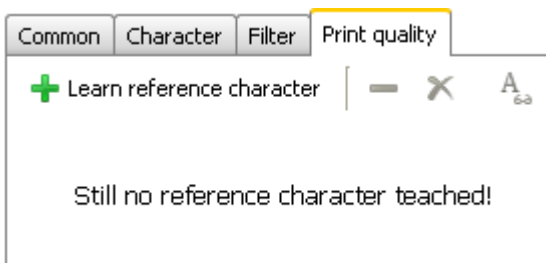 Common Character Filter Print quality
Learn reference character A
Still no reference character teached!